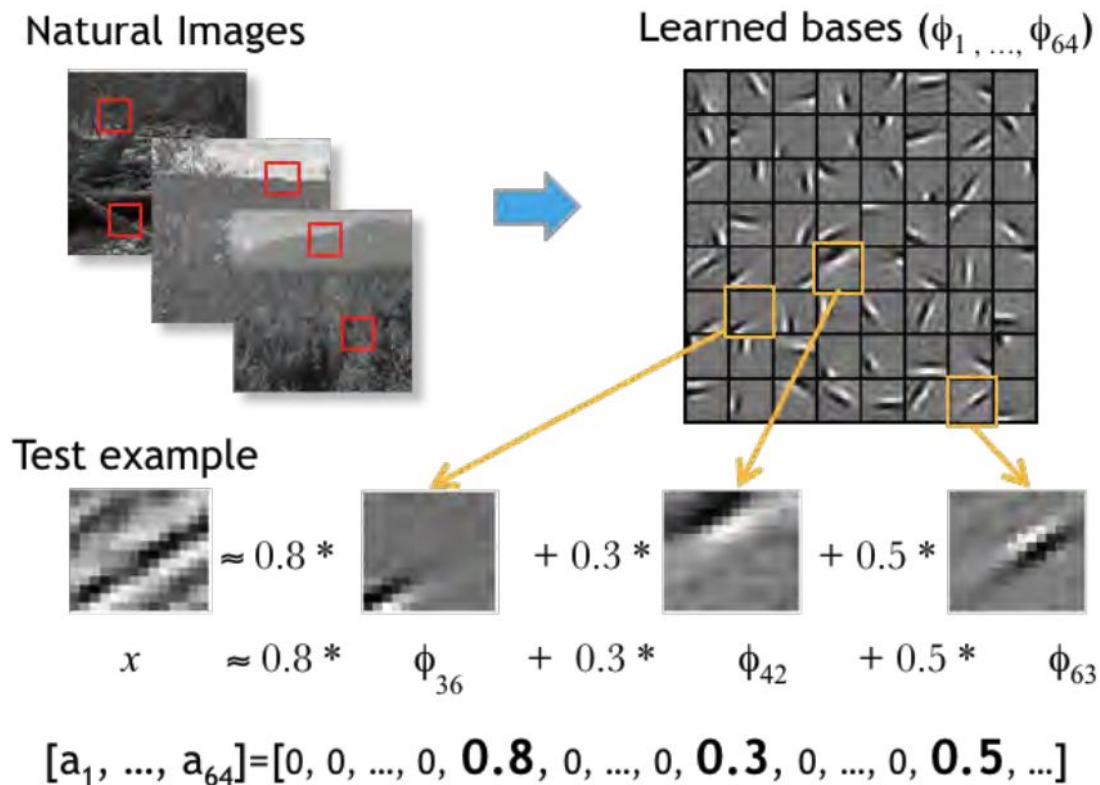 Natural Images
Learned bases (ϕ₁ , ..., ϕ₆₄)
Test example
≈ 0.8 * + 0.3 * + 0.5 *
x ≈ 0.8 * ϕ₃₆ + 0.3 * ϕ₄₂ + 0.5 * ϕ₆₃
[a₁, ..., a₆₄]=[0, 0, ..., 0, 0.8, 0, ..., 0, 0.3, 0, ..., 0, 0.5, ...]